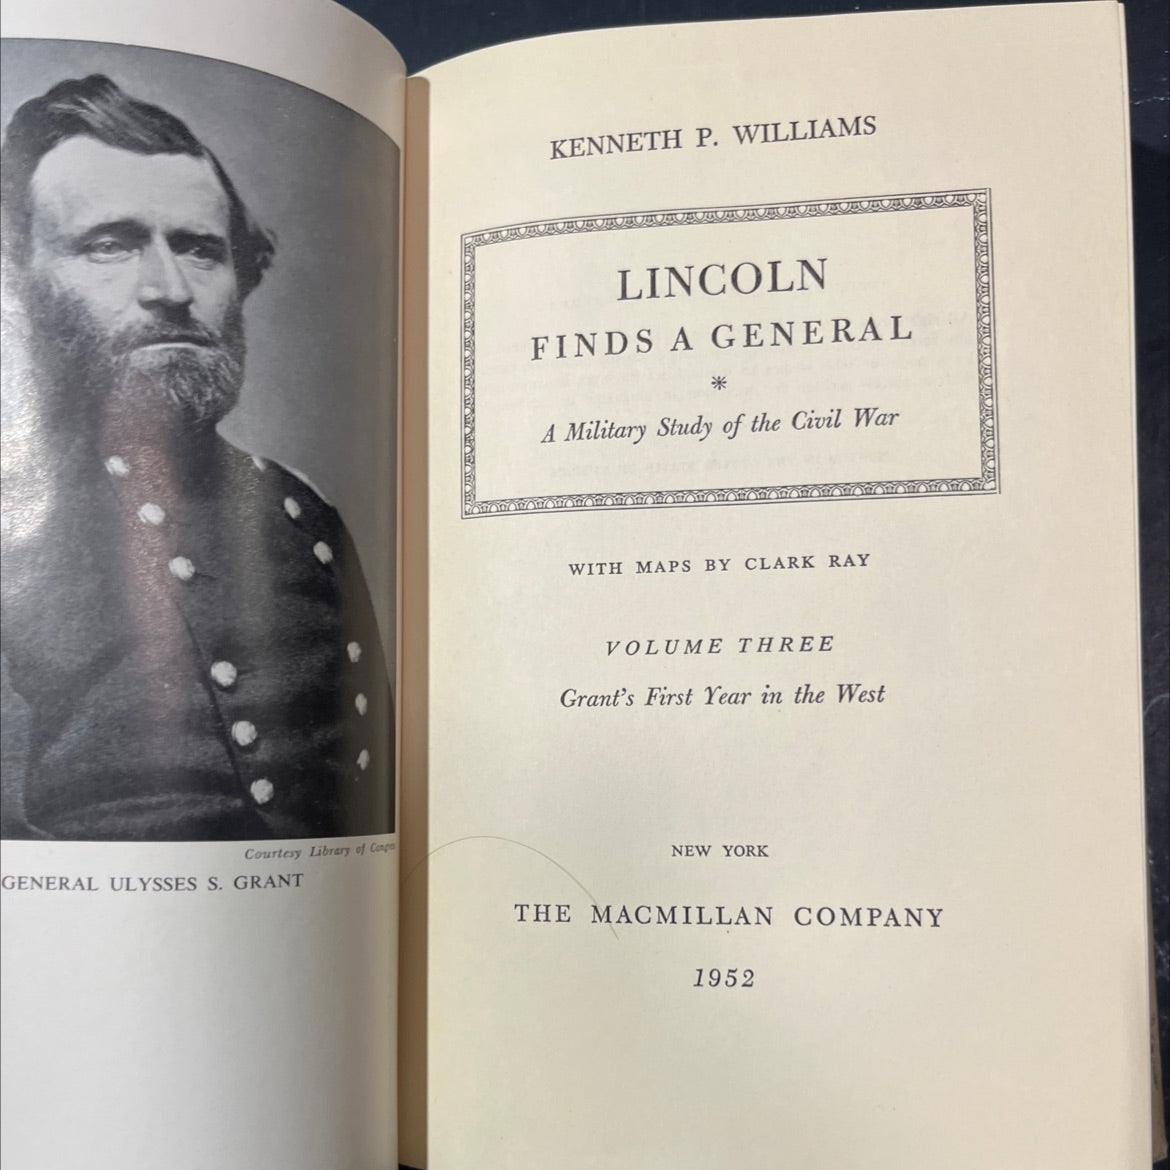 Courtesy Library of Congress
GENERAL ULYSSES S. GRANT
KENNETH P. WILLIAMS
LINCOLN
FINDS A GENERAL
*
A Military Study of the Civil War
WITH MAPS BY CLARK RAY
VOLUME THREE
Grant's First Year in the West
NEW YORK
THE MACMILLAN COMPANY
1952